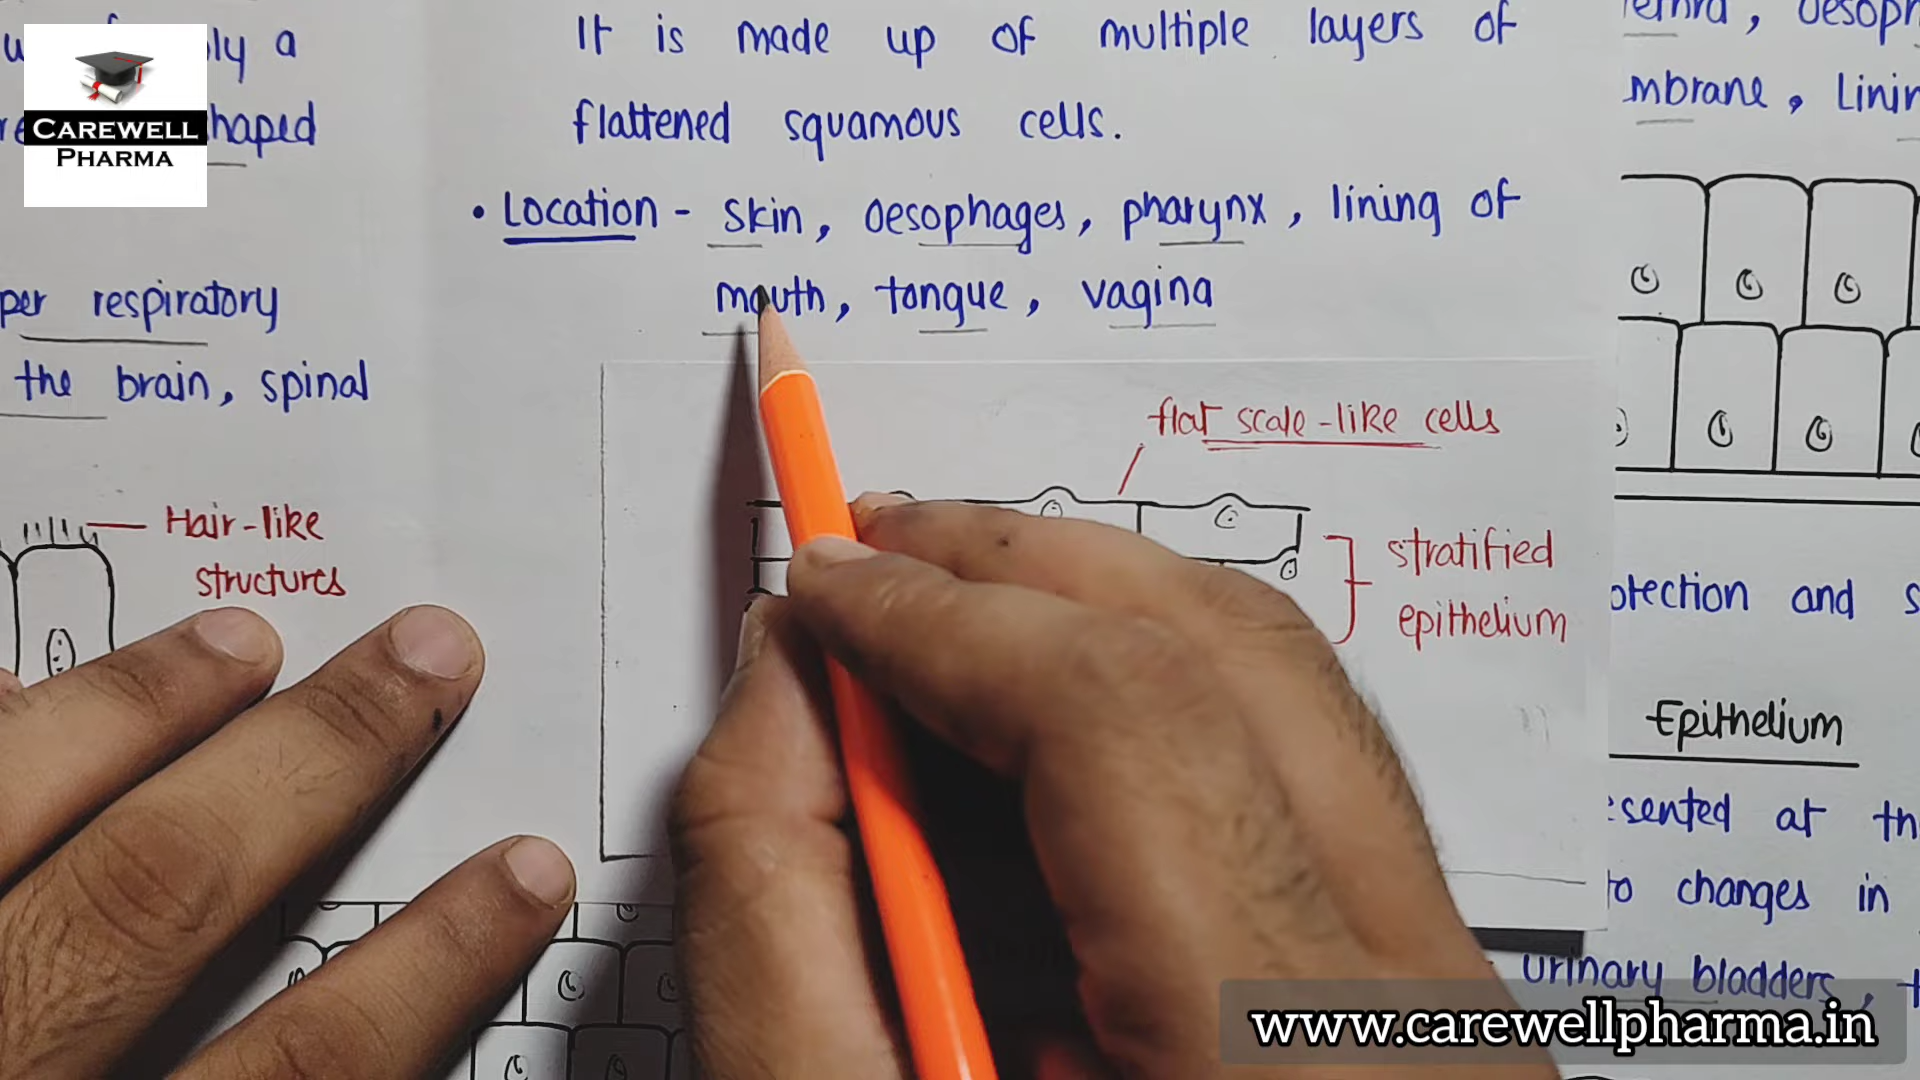 CAREWELL
PHARMA
a
haped
per respiratory
the brain, spinal
Hair-like
structures
It is made up of multiple layers of
flattened squamous cells.
• Location - skin, oesophages, pharynx, lining of
mouth, tongue, vagina
flat scale-like cells
stratified
epithelium
mbrane, Linin
otection and s
Epithelium
esented at th
to changes in
urinary bladders,
www.carewellpharma.in